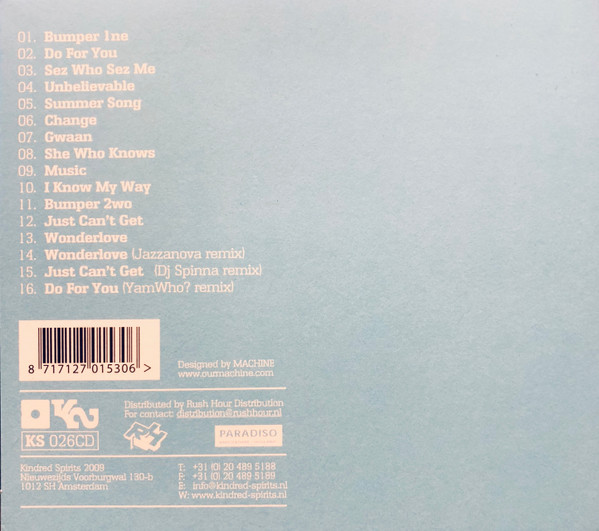 01. Bumper 1ne
02. Do For You
03. Sez Who Sez Me
04. Unbelievable
05. Summer Song
06. Change
07. Gwaan
08. She Who Knows
09. Music
10. I Know My Way
11. Bumper 2wo
12. Just Can't Get
13. Wonderlove
14. Wonderlove (Jazzanova remix)
15. Just Can't Get (Dj Spinna remix)
16. Do For You (YamWho? remix)
8 717127 015306 >
Designed by MACHINE
www.ourmachine.com
KS 026CD
Distributed by Rush Hour Distribution
For contact: distribution@rushhour.nl
PARADISO
Kindred Spirits 2009
Nieuwezijds Voorburgwal 130-b
1012 SH Amsterdam
T: +31 (0) 20 489 5188
F: +31 (0) 20 489 5189
E: info@kindred-spirits.nl
W: www.kindred-spirits.nl